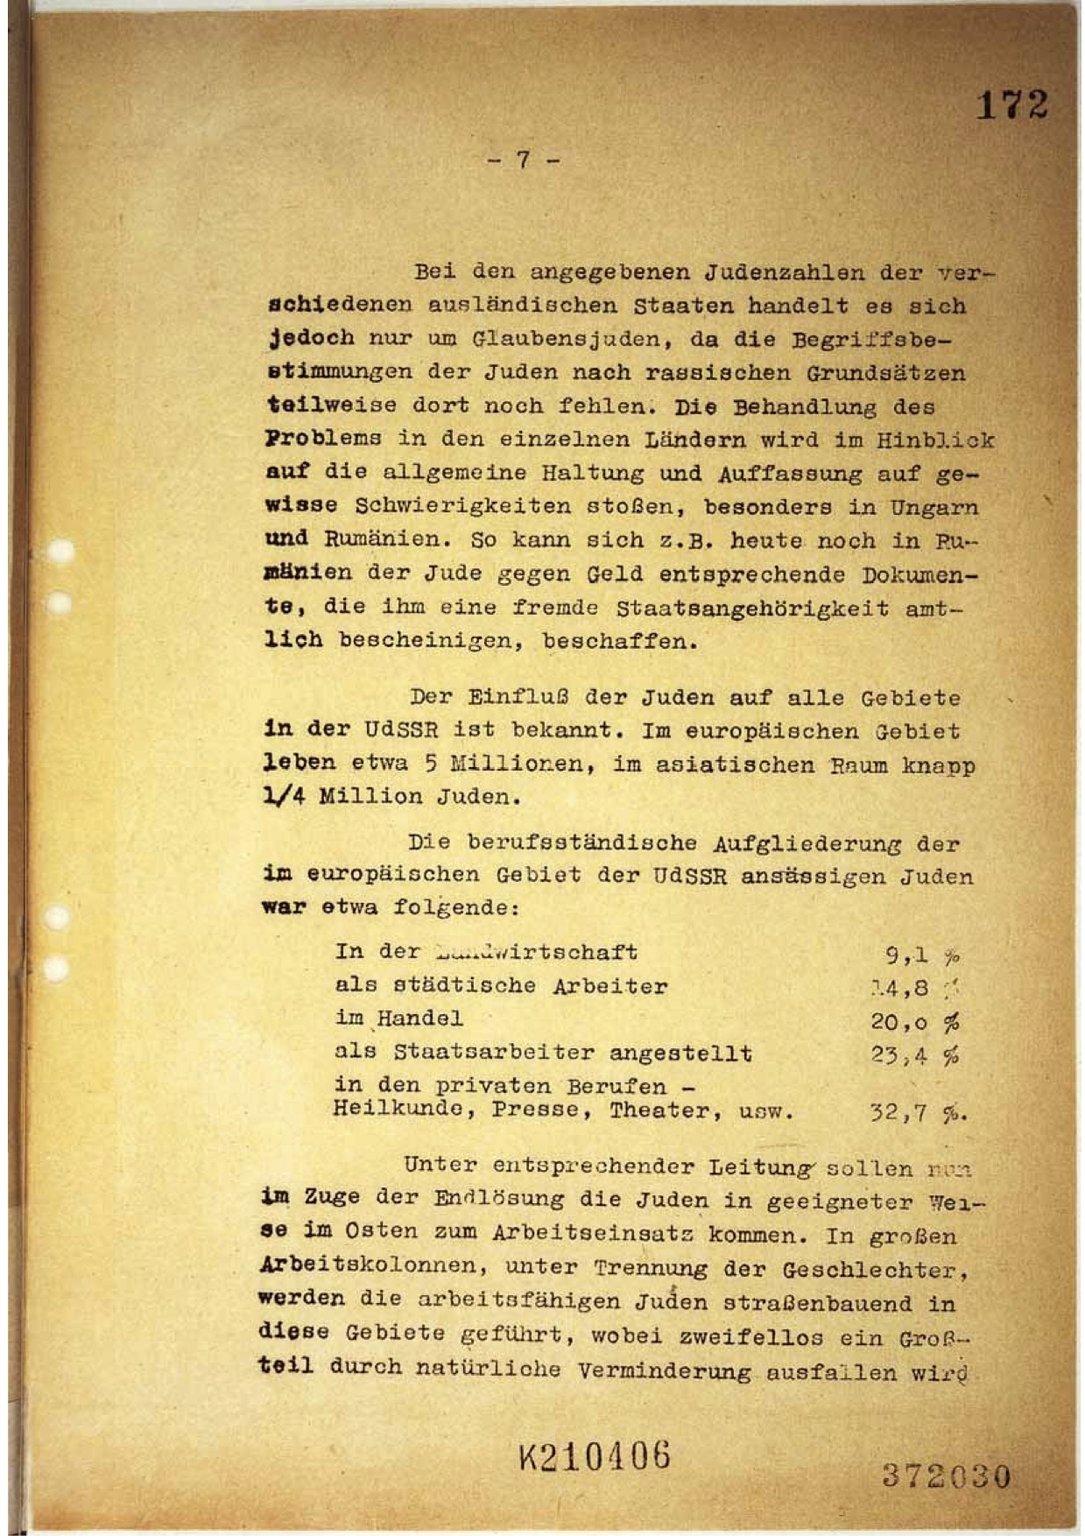 172
- 7 -
Bei den angegebenen Judenzahlen der ver-
schiedenen ausländischen Staaten handelt es sich
jedoch nur um Glaubensjuden, da die Begriffsbe-
stimmungen der Juden nach rassischen Grundsätzen
teilweise dort noch fehlen. Die Behandlung des
Problems in den einzelnen Ländern wird im Hinblick
auf die allgemeine Haltung und Auffassung auf ge-
wisse Schwierigkeiten stoßen, besonders in Ungarn
und Rumänien. So kann sich z.B. heute noch in Ru-
mänien der Jude gegen Geld entsprechende Dokumen-
te, die ihm eine fremde Staatsangehörigkeit amt-
lich bescheinigen, beschaffen.
Der Einfluß der Juden auf alle Gebiete
in der UdSSR ist bekannt. Im europäischen Gebiet
leben etwa 5 Millionen, im asiatischen Raum knapp
1/4 Million Juden.
Die berufsständische Aufgliederung der
im europäischen Gebiet der UdSSR ansässigen Juden
war etwa folgende:
In der Landwirtschaft 9,1 %
als städtische Arbeiter 14,8 %
im Handel 20,0 %
als Staatsarbeiter angestellt 23,4 %
in den privaten Berufen -
Heilkunde, Presse, Theater, usw. 32,7 %.
Unter entsprechender Leitung sollen nun
im Zuge der Endlösung die Juden in geeigneter Wei-
se im Osten zum Arbeitseinsatz kommen. In großen
Arbeitskolonnen, unter Trennung der Geschlechter,
werden die arbeitsfähigen Juden straßenbauend in
diese Gebiete geführt, wobei zweifellos ein Groß-
teil durch natürliche Verminderung ausfallen wird
K210406
372030